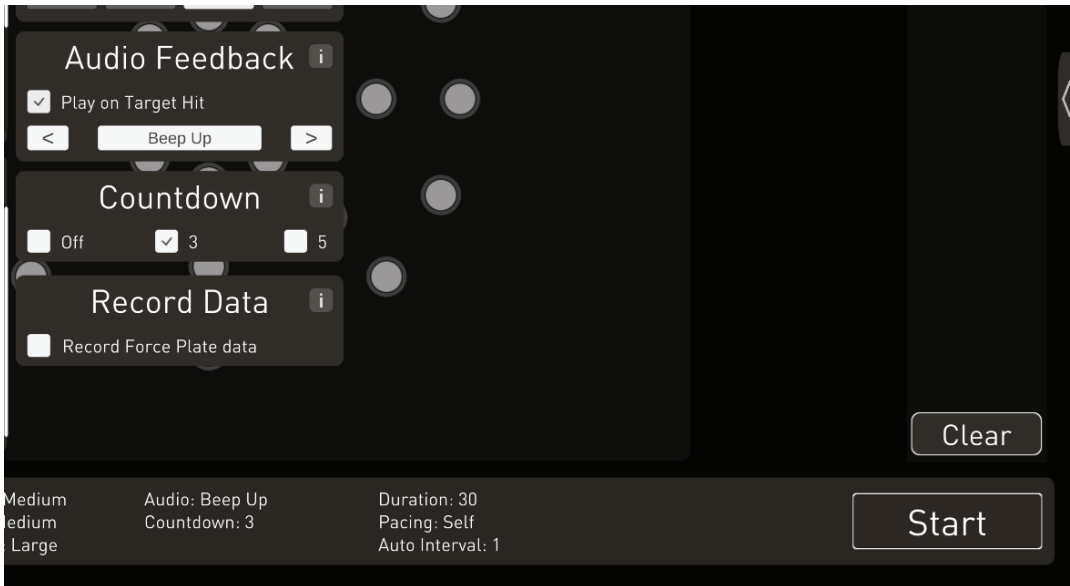 Audio Feedback i
Play on Target Hit
< Beep Up >
Countdown i
Off 3 5
Record Data i
Record Force Plate data
Clear
Medium Audio: Beep Up Duration: 30
Countdown: 3 Pacing: Self
Large Auto Interval: 1
Start